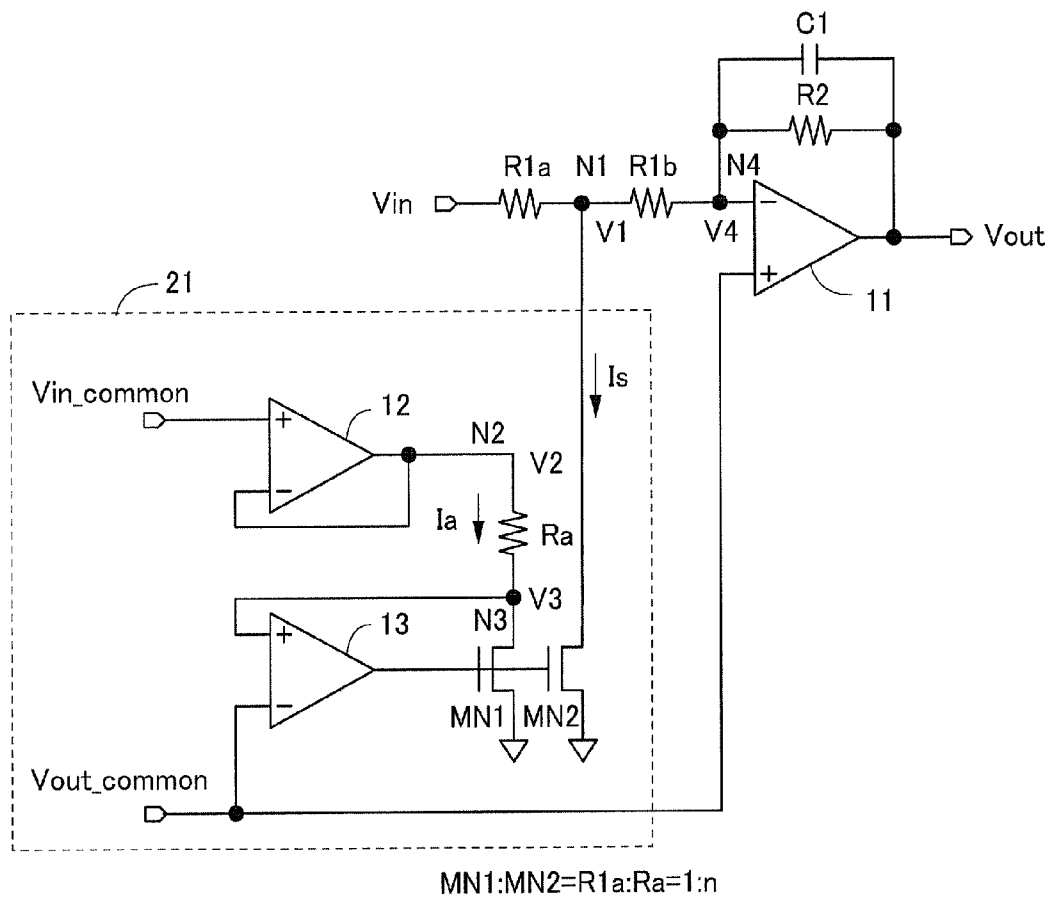 C1
R2
R1a N1 R1b N4
Vin
V1 V4
Vout
11
21
Vin_common
12
Is
N2
V2
Ia
Ra
V3
N3
13
MN1 MN2
Vout_common
MN1:MN2=R1a:Ra=1:n